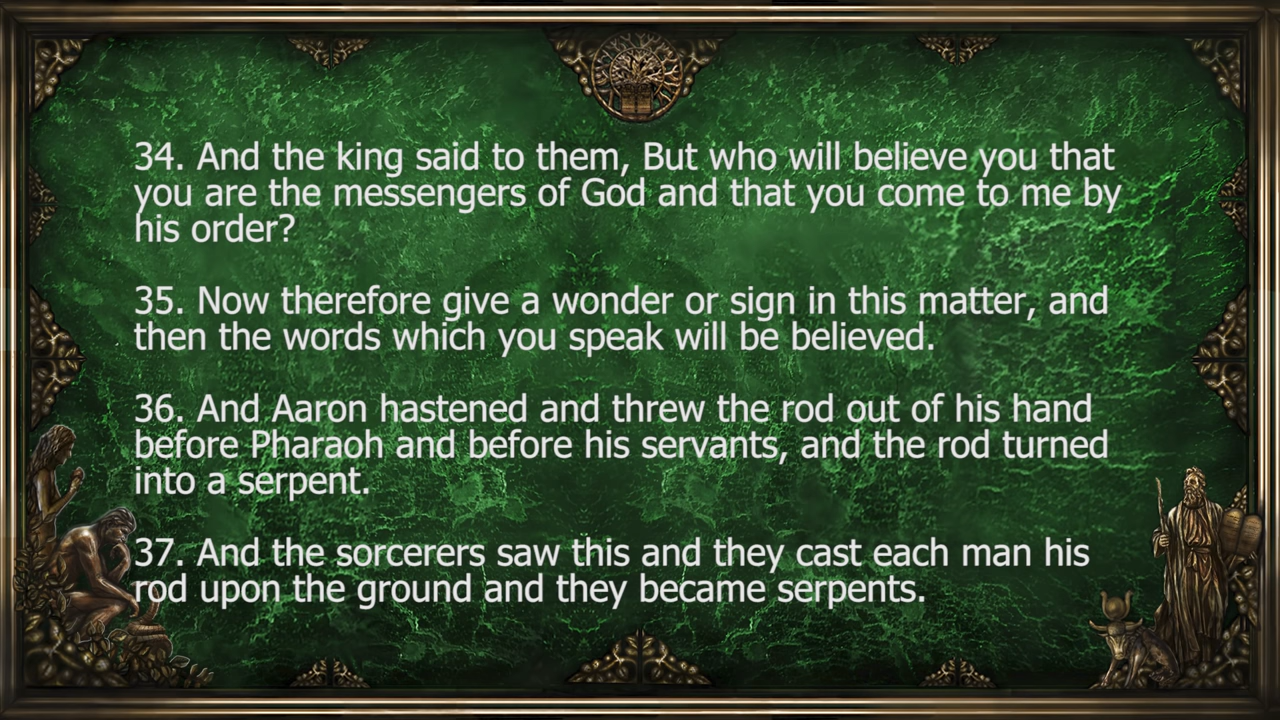 34. And the king said to them, But who will believe you that
you are the messengers of God and that you come to me by
his order?
35. Now therefore give a wonder or sign in this matter, and
then the words which you speak will be believed.
36. And Aaron hastened and threw the rod out of his hand
before Pharaoh and before his servants, and the rod turned
into a serpent.
37. And the sorcerers saw this and they cast each man his
rod upon the ground and they became serpents.